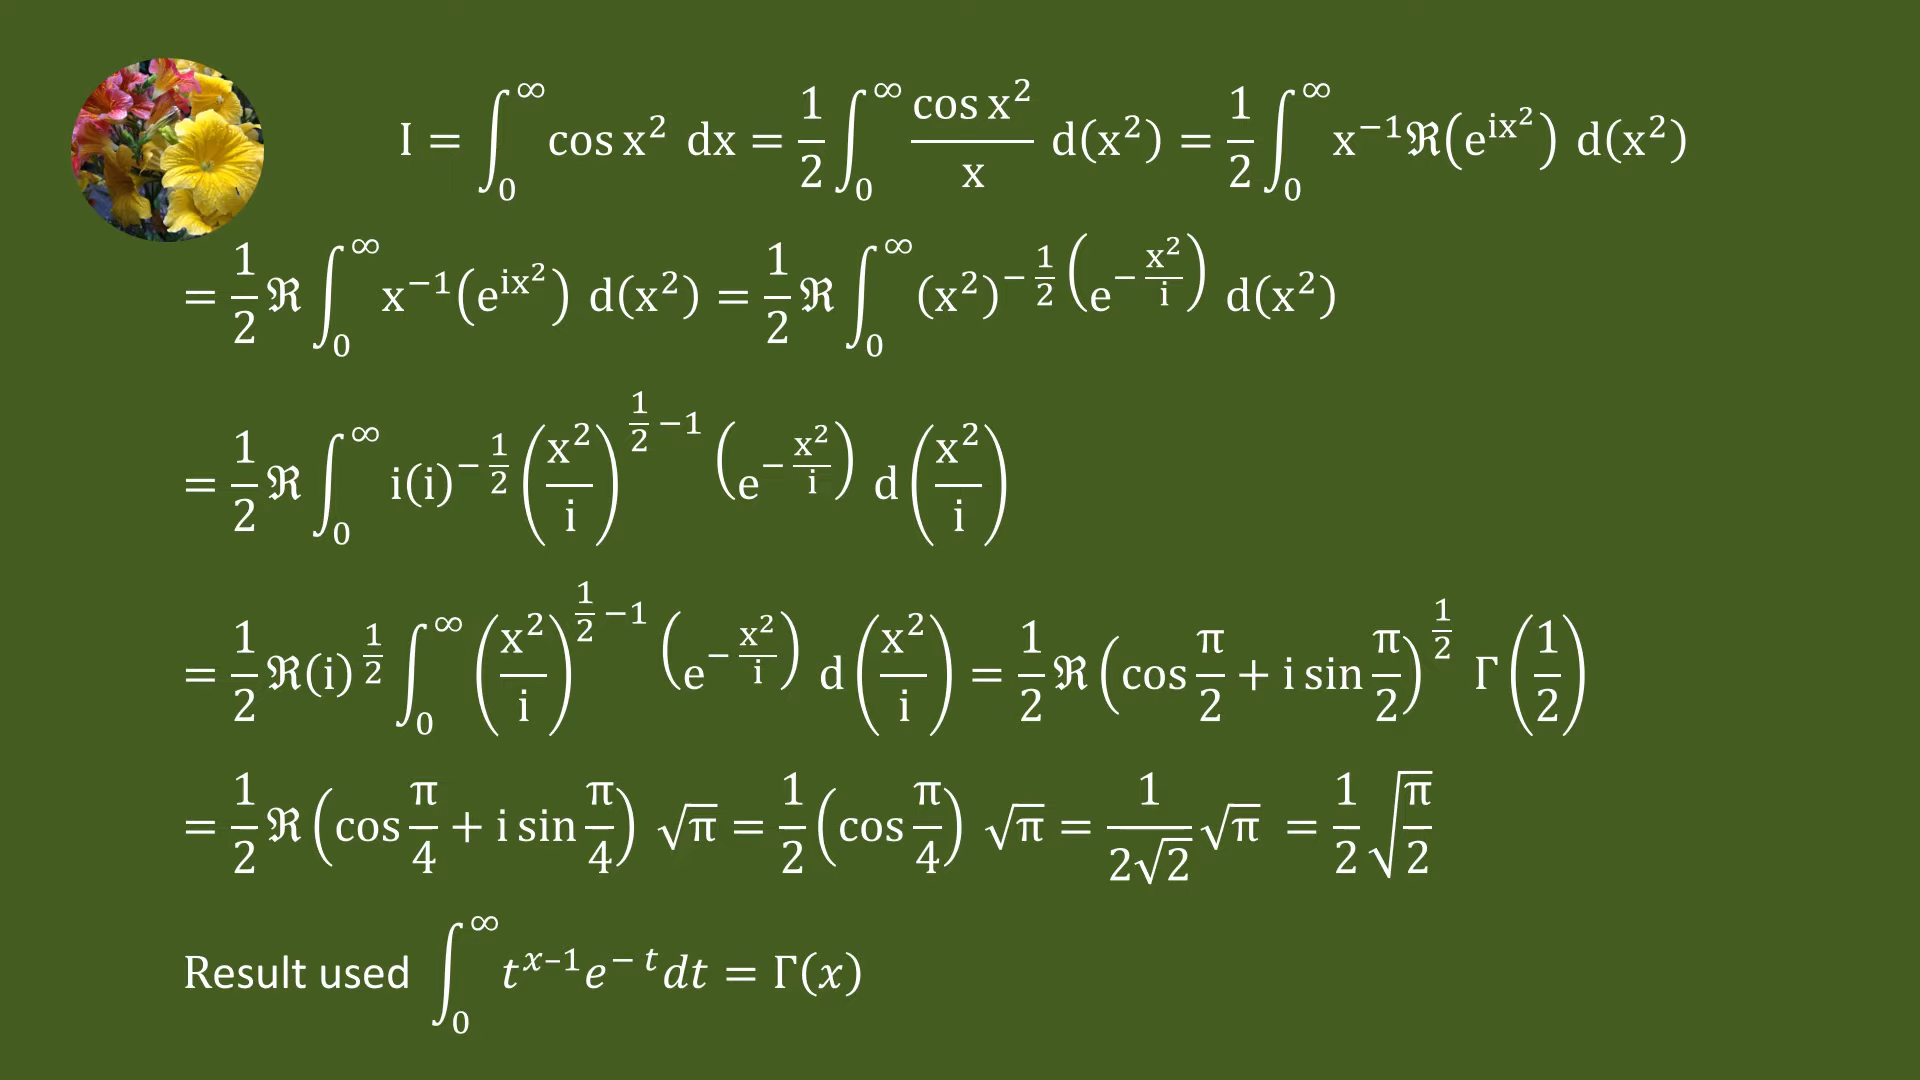 I = ∫₀^∞ cos x² dx = 1/2 ∫₀^∞ (cos x²)/x d(x²) = 1/2 ∫₀^∞ x⁻¹ℜ(e^(ix²)) d(x²)
= 1/2 ℜ ∫₀^∞ x⁻¹(e^(ix²)) d(x²) = 1/2 ℜ ∫₀^∞ (x²)^(−1/2) (e^(−x²/i)) d(x²)
= 1/2 ℜ ∫₀^∞ i(i)^(−1/2) (x²/i)^(1/2 −1) (e^(−x²/i)) d(x²/i)
= 1/2 ℜ(i)^(1/2) ∫₀^∞ (x²/i)^(1/2 −1) (e^(−x²/i)) d(x²/i) = 1/2 ℜ (cos π/2 + i sin π/2)^(1/2) Γ(1/2)
= 1/2 ℜ (cos π/4 + i sin π/4) √π = 1/2 (cos π/4) √π = 1/(2√2) √π = 1/2 √(π/2)
Result used ∫₀^∞ t^(x−1) e^(−t) dt = Γ(x)